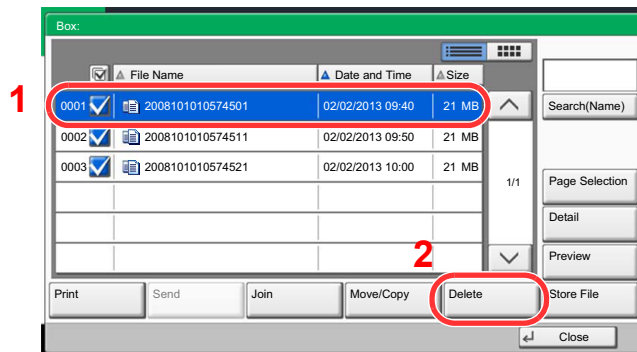 Box:
File Name Date and Time Size
1
0001 2008101010574501 02/02/2013 09:40 21 MB
Search(Name)
0002 2008101010574511 02/02/2013 09:50 21 MB
0003 2008101010574521 02/02/2013 10:00 21 MB
1/1
Page Selection
Detail
2
Preview
Print Send Join Move/Copy Delete Store File
Close